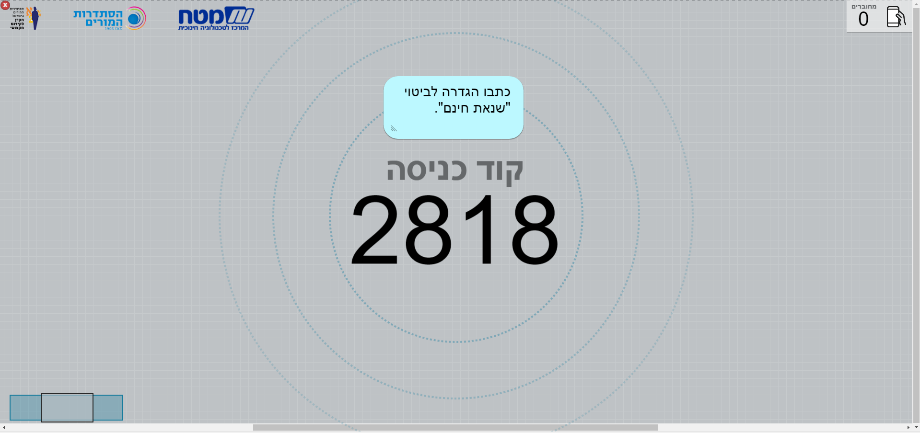 הסתדרות
המורים
מטח
המרכז לטכנולוגיה חינוכית
מחוברים
0
כתבו הגדרה לביטוי
"שנאת חינם".
קוד כניסה
2818